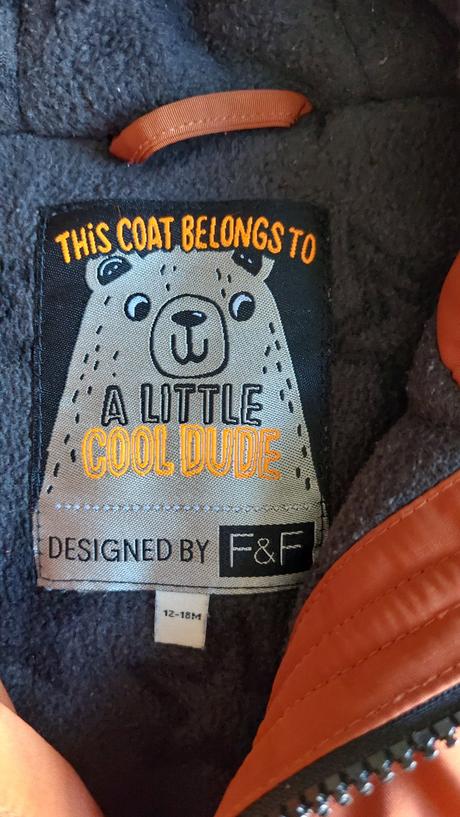 THiS COAT BELONGS TO
A LITTLE
COOL DUDE
DESIGNED BY F&F
12-18M